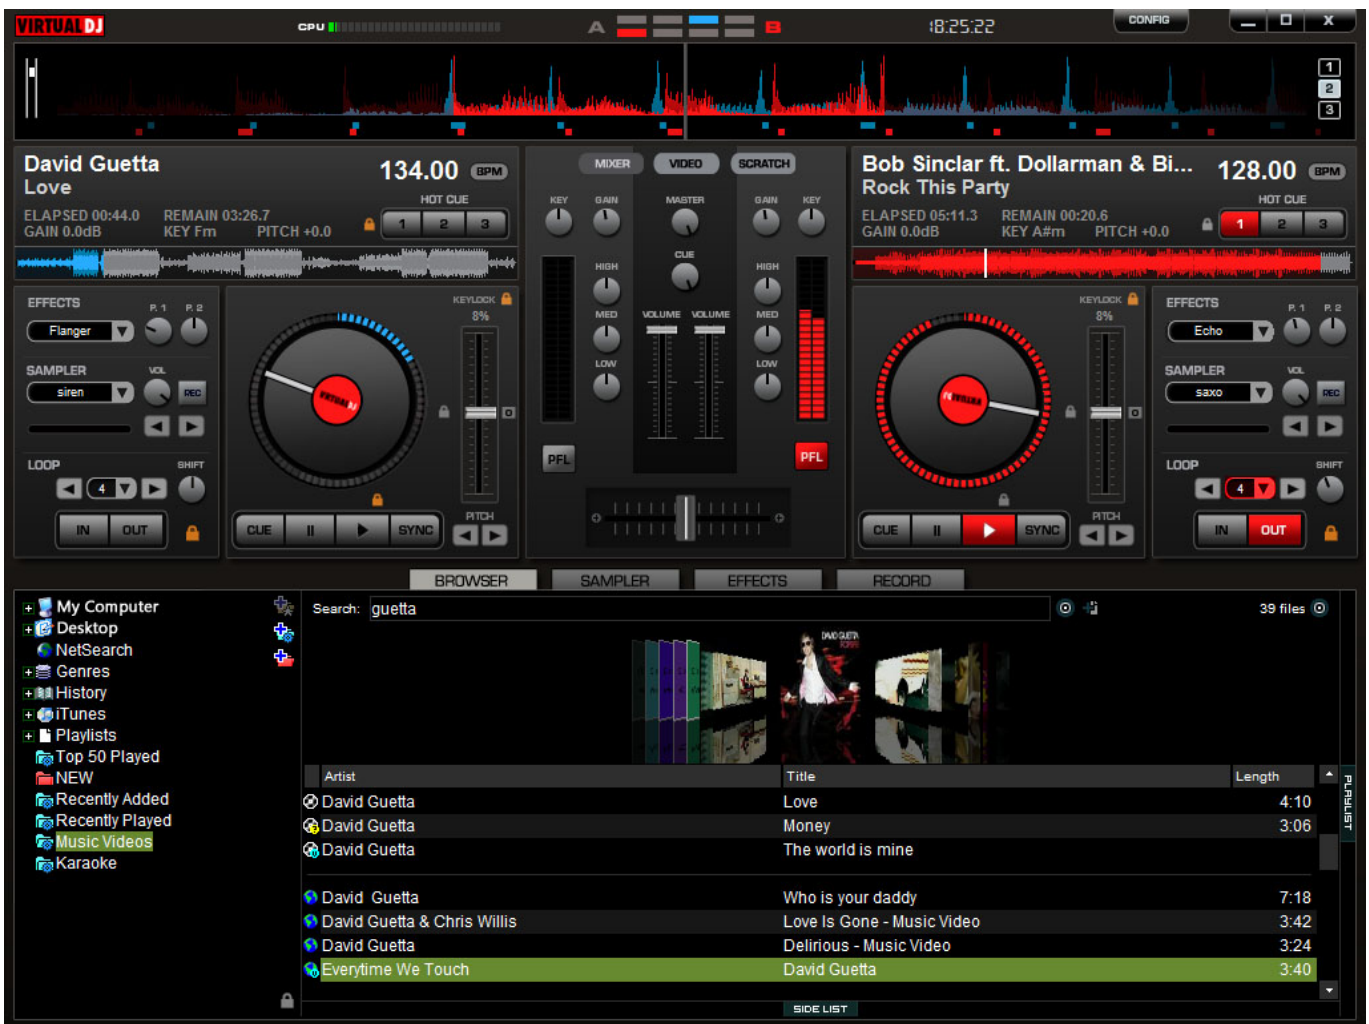 VIRTUAL DJ
CPU
A
B
18:25:22
CONFIG
X
1
2
3
David Guetta
Love
134.00 BPM
HOT CUE
ELAPSED 00:44.0 REMAIN 03:26.7
GAIN 0.0dB KEY Fm PITCH +0.0
1 2 3
MIXER VIDEO SCRATCH
KEY GAIN MASTER GAIN KEY
CUE
HIGH HIGH
MED VOLUME VOLUME MED
LOW LOW
PFL PFL
Bob Sinclar ft. Dollarman & Bi...
Rock This Party
128.00 BPM
HOT CUE
ELAPSED 05:11.3 REMAIN 00:20.6
GAIN 0.0dB KEY A#m PITCH +0.0
1 2 3
EFFECTS P. 1 P. 2
Flanger
SAMPLER VOL
siren REC
LOOP SHIFT
4
IN OUT
KEYLOCK
8%
VIRTUAL DJ
CUE SYNC
PITCH
KEYLOCK
8%
CUE SYNC
PITCH
EFFECTS P. 1 P. 2
Echo
SAMPLER VOL
saxo REC
LOOP SHIFT
4
IN OUT
BROWSER SAMPLER EFFECTS RECORD
My Computer
Desktop
NetSearch
Genres
History
iTunes
Playlists
Top 50 Played
NEW
Recently Added
Recently Played
Music Videos
Karaoke
Search: guetta
39 files
DAVID GUETTA
Artist Title Length
David Guetta Love 4:10
David Guetta Money 3:06
David Guetta The world is mine
David Guetta Who is your daddy 7:18
David Guetta & Chris Willis Love Is Gone - Music Video 3:42
David Guetta Delirious - Music Video 3:24
Everytime We Touch David Guetta 3:40
PLAYLIST
SIDE LIST